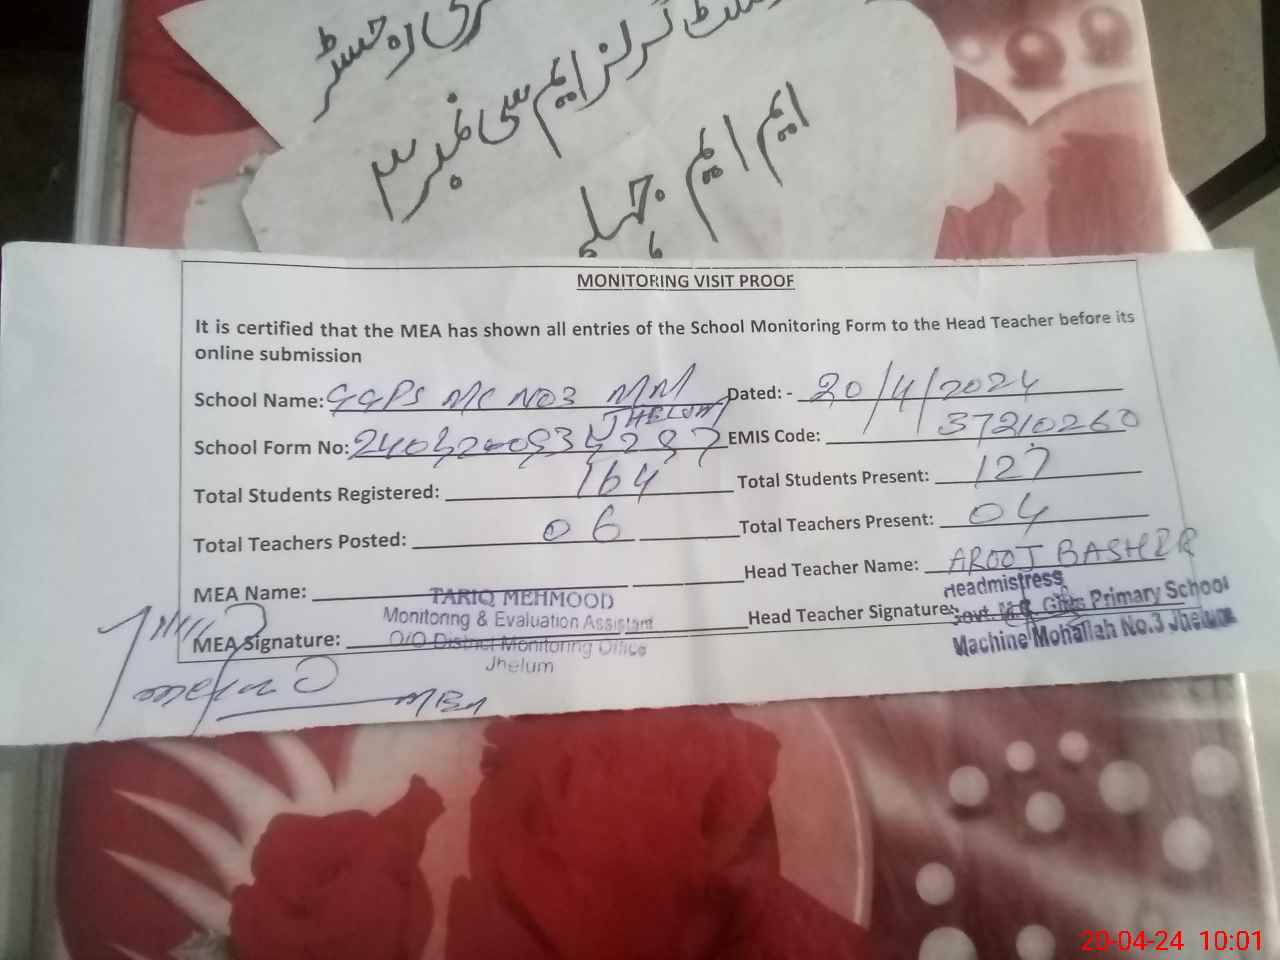 گرلز ایم سی نمبر ۳
ایم ایم جہلم
MONITORING VISIT PROOF
It is certified that the MEA has shown all entries of the School Monitoring Form to the Head Teacher before its
online submission
School Name: GGPS MC NO3 MM JHELUM Dated: - 20/4/2024
School Form No: EMIS Code: 37210260
Total Students Registered: 164 Total Students Present: 127
Total Teachers Posted: 06 Total Teachers Present: 04
MEA Name: Head Teacher Name: AROOJ BASHIR
TARIQ MEHMOOD
Monitoring & Evaluation Assistant
O/O District Monitoring Office
Jhelum
MEA Signature: Head Teacher Signature:
Headmistress
Govt. M.C. Girls Primary School
Machine Mohallah No.3 Jhelum
MEA
20-04-24 10:01